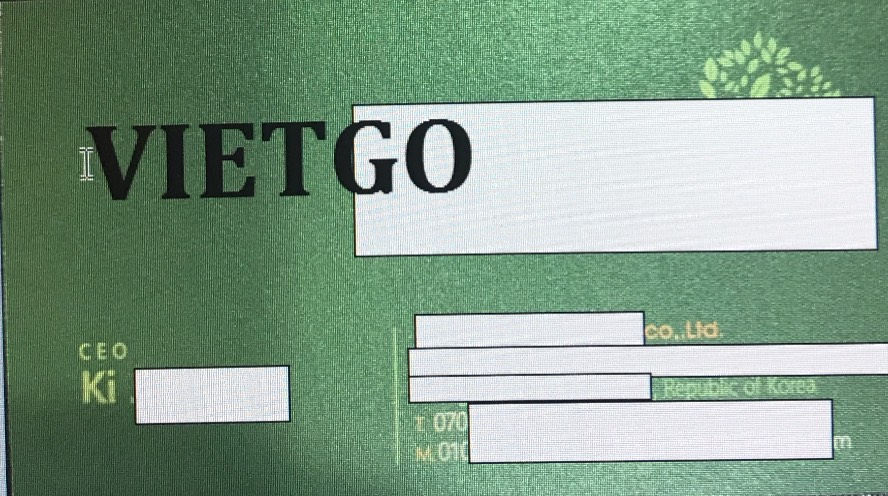 VIETGO
CEO
Ki
co,.Ltd.
Republic of Korea
T. 070
M. 010
m